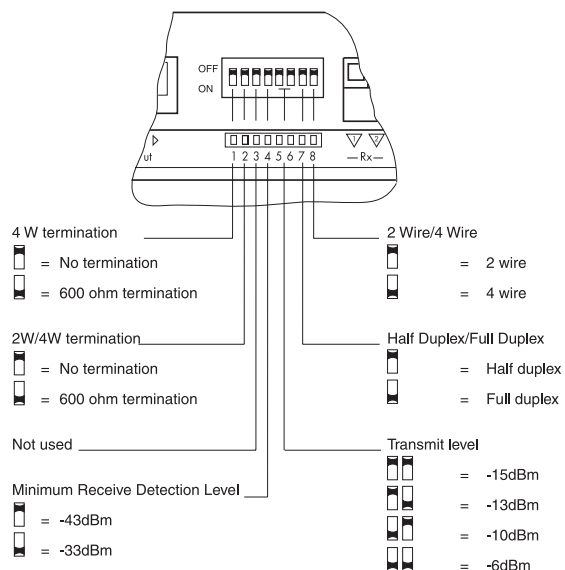 OFF
ON
ut
1 2 3 4 5 6 7 8
1 2
Rx
4 W termination
= No termination
= 600 ohm termination
2W/4W termination
= No termination
= 600 ohm termination
Not used
Minimum Receive Detection Level
= -43dBm
= -33dBm
2 Wire/4 Wire
= 2 wire
= 4 wire
Half Duplex/Full Duplex
= Half duplex
= Full duplex
Transmit level
= -15dBm
= -13dBm
= -10dBm
= -6dBm